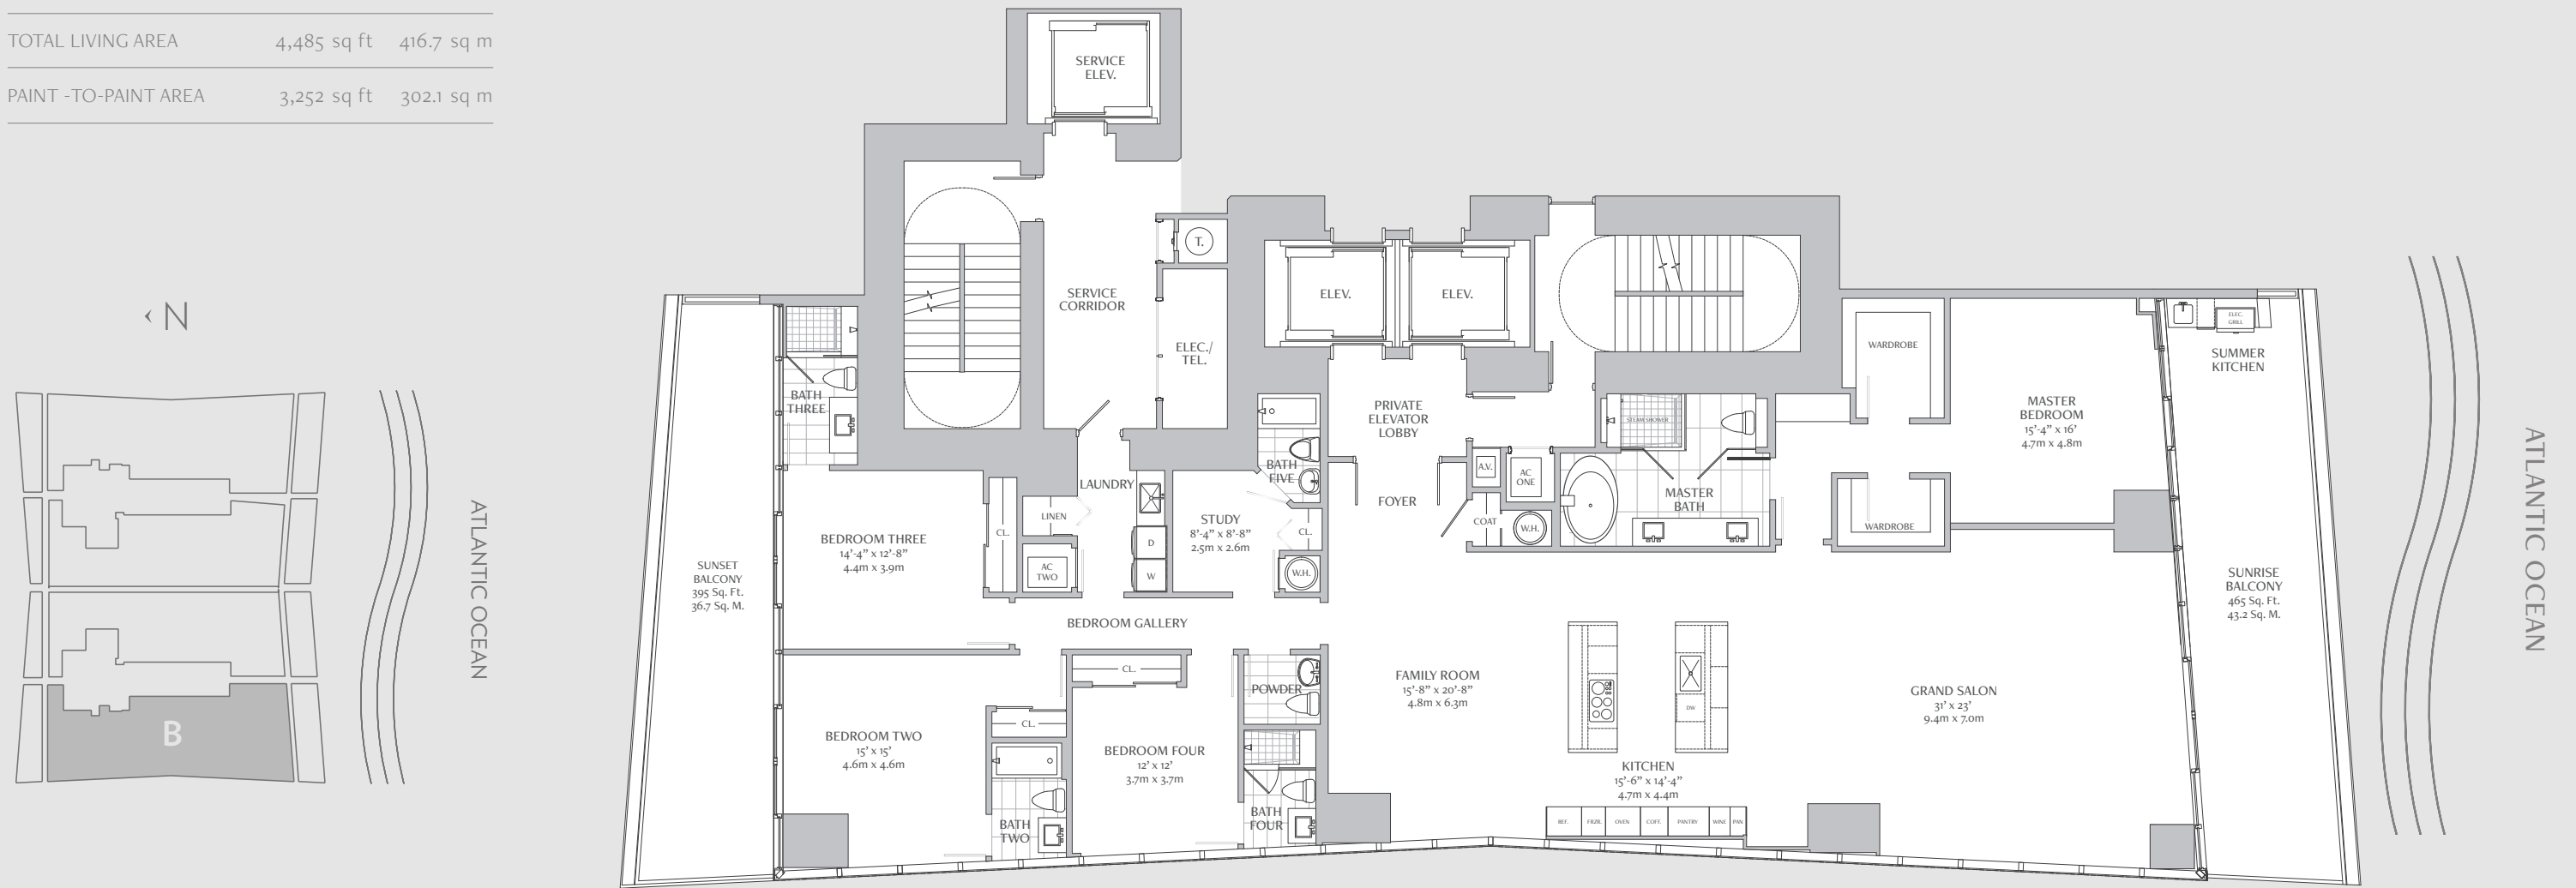 TOTAL LIVING AREA 4,485 sq ft 416.7 sq m
PAINT -TO-PAINT AREA 3,252 sq ft 302.1 sq m
N
ATLANTIC OCEAN
B
SERVICE
ELEV.
T.
SERVICE
CORRIDOR
ELEC./
TEL.
ELEV.
ELEV.
PRIVATE
ELEVATOR
LOBBY
FOYER
A.V.
AC
ONE
COAT
W.H.
STEAM SHOWER
MASTER
BATH
WARDROBE
WARDROBE
MASTER
BEDROOM
15'-4" x 16'
4.7m x 4.8m
ELEC.
GRILL
SUMMER
KITCHEN
SUNRISE
BALCONY
465 Sq. Ft.
43.2 Sq. M.
ATLANTIC OCEAN
SUNSET
BALCONY
395 Sq. Ft.
36.7 Sq. M.
BATH
THREE
BEDROOM THREE
14'-4" x 12'-8"
4.4m x 3.9m
CL.
LINEN
AC
TWO
LAUNDRY
D
W
STUDY
8'-4" x 8'-8"
2.5m x 2.6m
BATH
FIVE
CL.
W.H.
BEDROOM GALLERY
BEDROOM TWO
15' x 15'
4.6m x 4.6m
CL.
BATH
TWO
CL.
BEDROOM FOUR
12' x 12'
3.7m x 3.7m
POWDER
BATH
FOUR
FAMILY ROOM
15'-8" x 20'-8"
4.8m x 6.3m
DW
KITCHEN
15'-6" x 14'-4"
4.7m x 4.4m
REF. FRZR. OVEN COFF. PANTRY WINE PAN
GRAND SALON
31' x 23'
9.4m x 7.0m